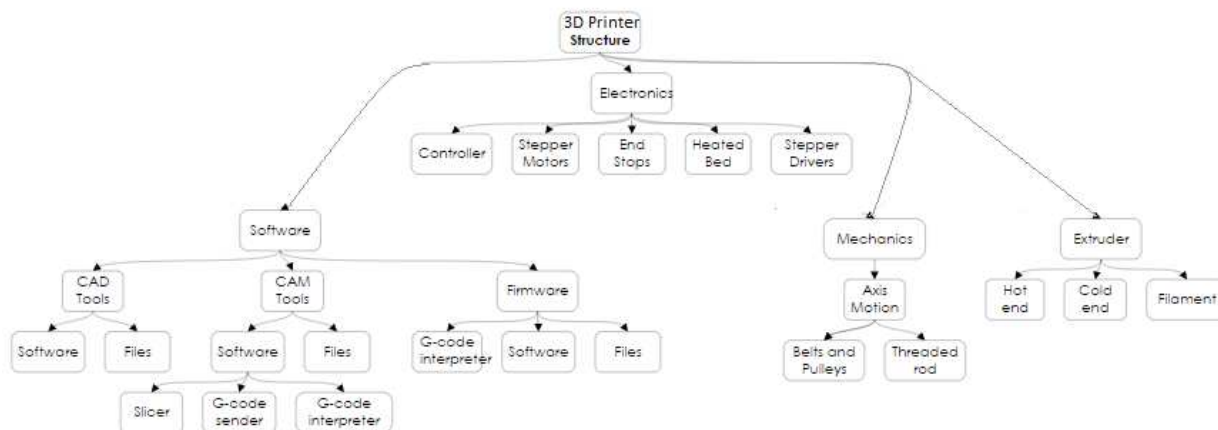 3D Printer
Structure
Electronics
Controller
Stepper
Motors
End
Stops
Heated
Bed
Stepper
Drivers
Software
Mechanics
Extruder
CAD
Tools
CAM
Tools
Firmware
Axis
Motion
Hot
end
Cold
end
Filament
Software
Files
Software
Files
G-code
interpreter
Software
Files
Belts and
Pulleys
Threaded
rod
Slicer
G-code
sender
G-code
interpreter